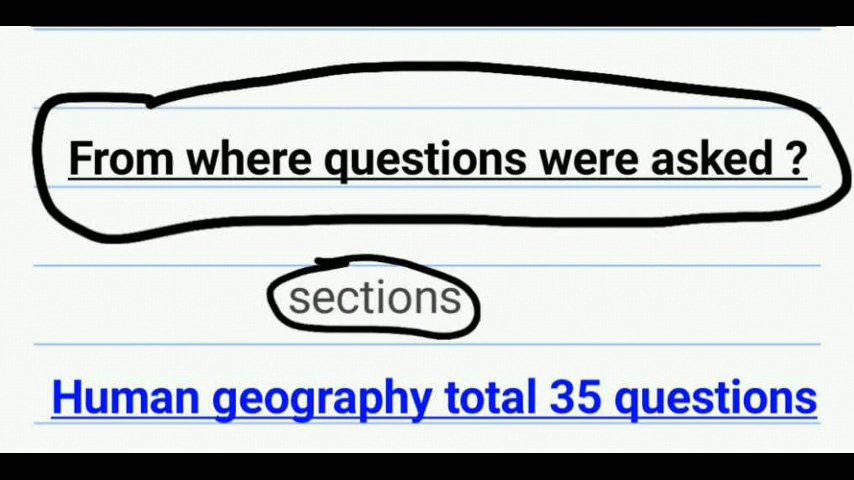 From where questions were asked ?
sections
Human geography total 35 questions